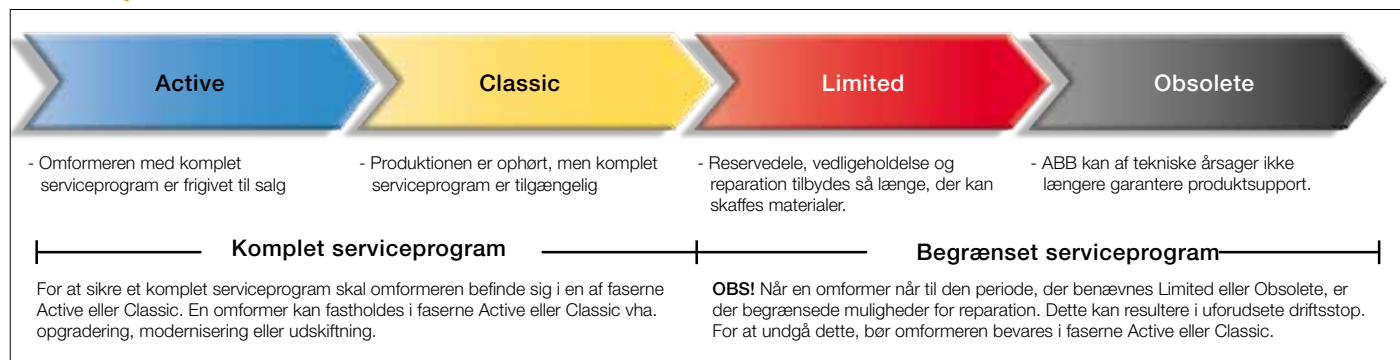 Active
Classic
Limited
Obsolete
- Omformeren med komplet
serviceprogram er frigivet til salg
- Produktionen er ophørt, men komplet
serviceprogram er tilgængelig
- Reservedele, vedligeholdelse og
reparation tilbydes så længe, der kan
skaffes materialer.
- ABB kan af tekniske årsager ikke
længere garantere produktsupport.
Komplet serviceprogram
Begrænset serviceprogram
For at sikre et komplet serviceprogram skal omformeren befinde sig i en af faserne
Active eller Classic. En omformer kan fastholdes i faserne Active eller Classic vha.
opgradering, modernisering eller udskiftning.
OBS! Når en omformer når til den periode, der benævnes Limited eller Obsolete, er
der begrænsede muligheder for reparation. Dette kan resultere i uforudsete driftsstop.
For at undgå dette, bør omformeren bevares i faserne Active eller Classic.